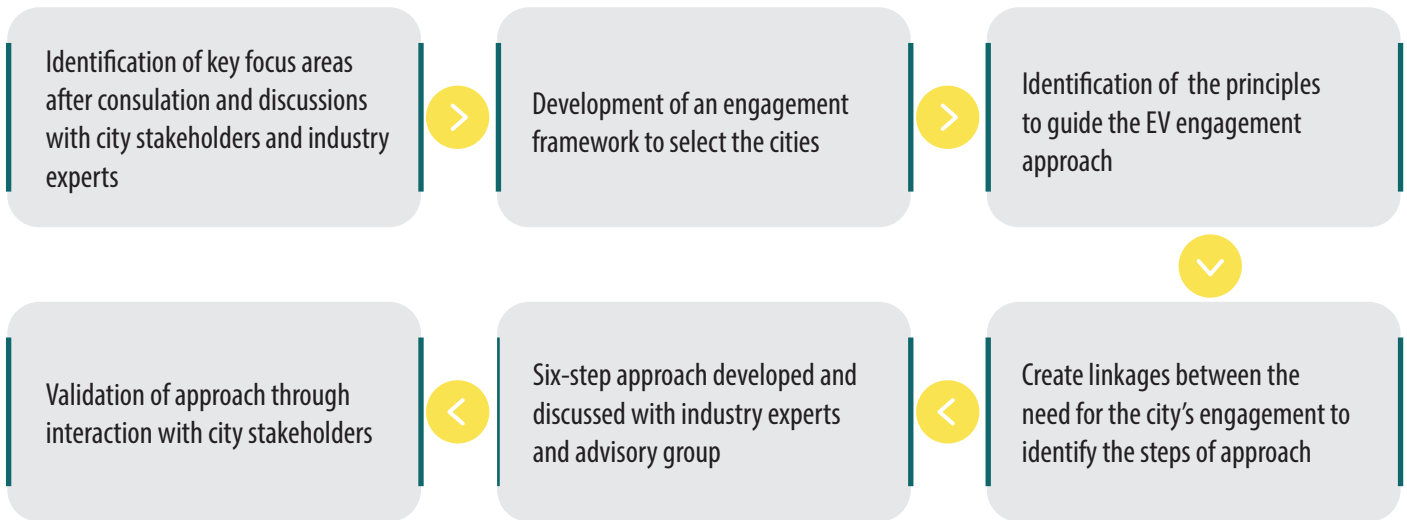 Identification of key focus areas
after consulation and discussions
with city stakeholders and industry
experts
Development of an engagement
framework to select the cities
Identification of the principles
to guide the EV engagement
approach
Create linkages between the
need for the city’s engagement to
identify the steps of approach
Six-step approach developed and
discussed with industry experts
and advisory group
Validation of approach through
interaction with city stakeholders